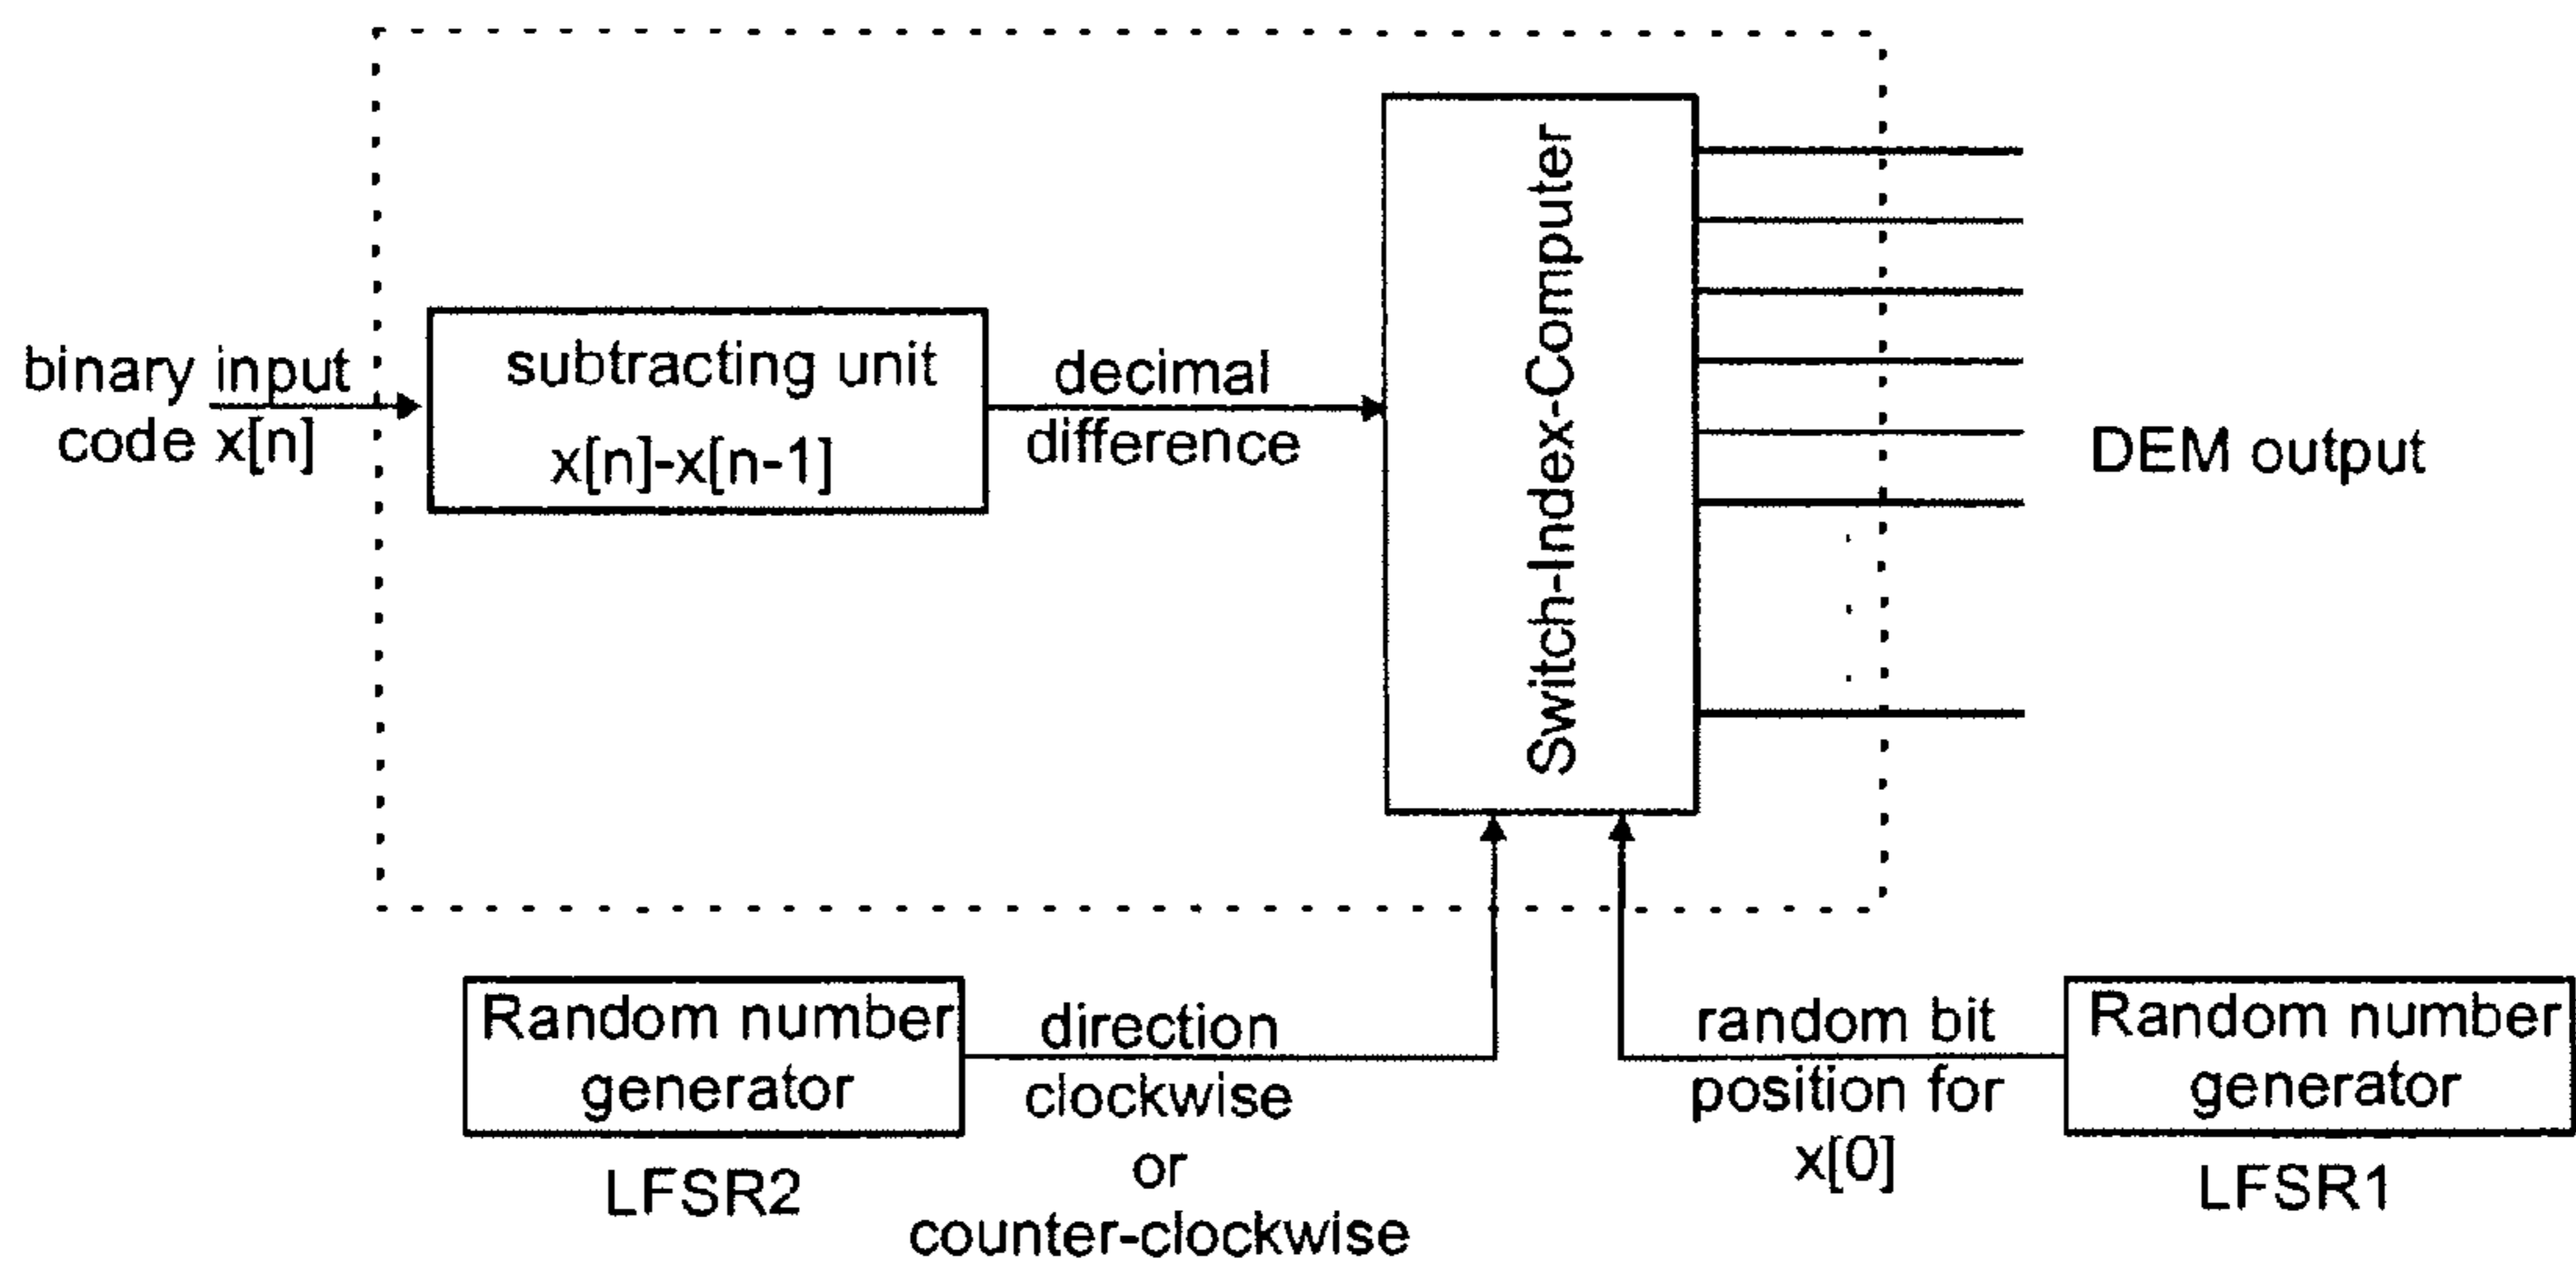 binary input
code x[n]
subtracting unit
x[n]-x[n-1]
decimal
difference
Switch-Index-Computer
DEM output
Random number
generator
LFSR2
direction
clockwise
or
counter-clockwise
random bit
position for
x[0]
Random number
generator
LFSR1